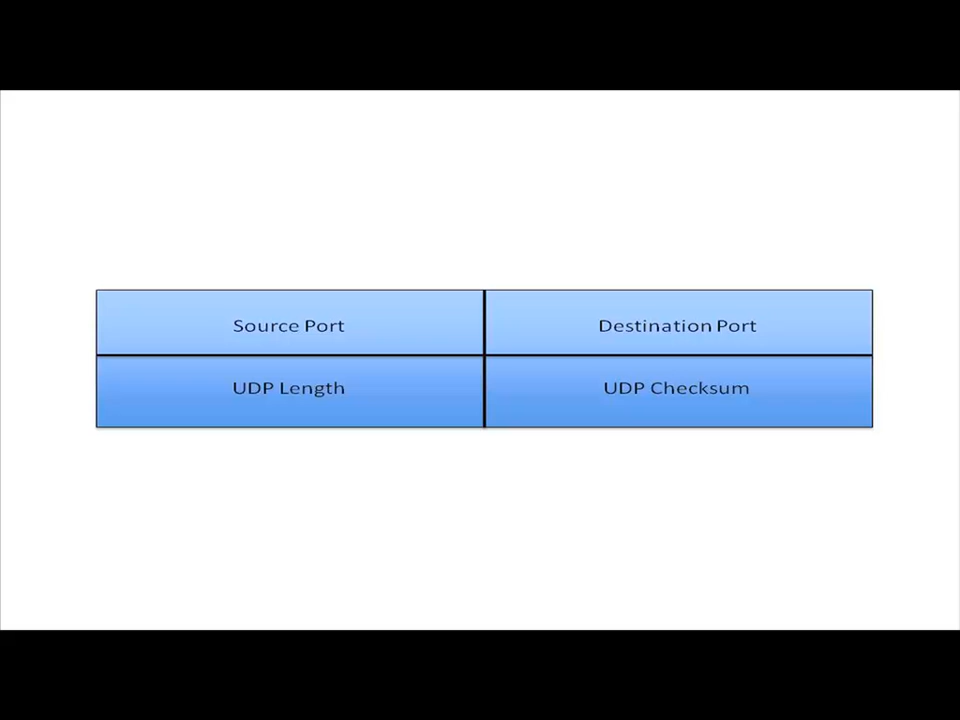 Source Port
Destination Port
UDP Length
UDP Checksum